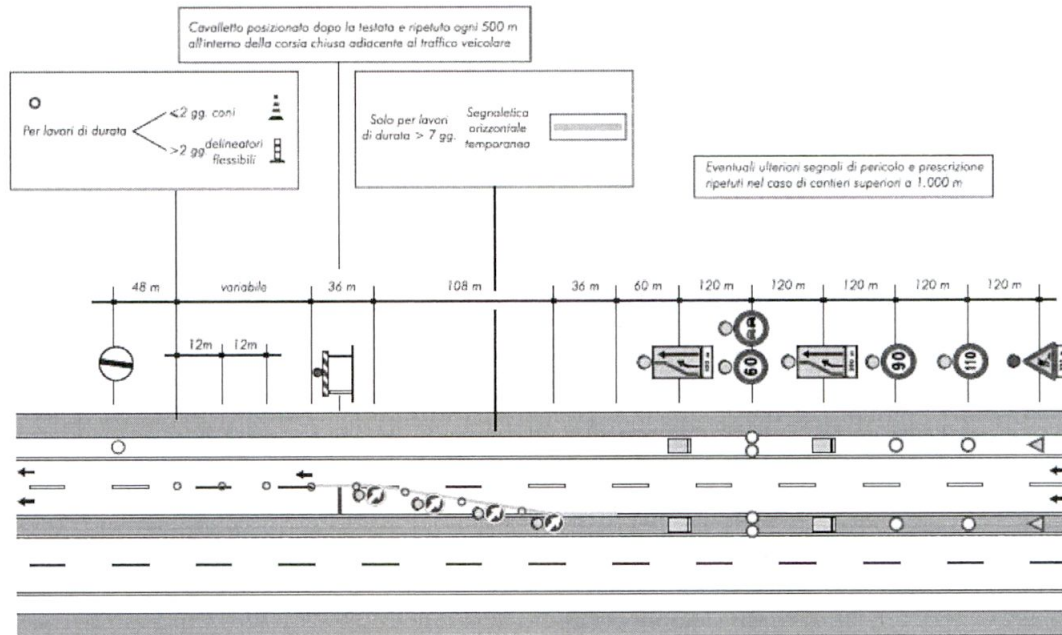 Cavalletto posizionato dopo la testata e ripetuto ogni 500 m
all'interno della corsia chiusa adiacente al traffico veicolare
Per lavori di durata
⩽2 gg. coni
>2 gg. delineatori
flessibili
Solo per lavori
di durata > 7 gg.
Segnaletica
orizzontale
temporanea
Eventuali ulteriori segnali di pericolo e prescrizione
ripetuti nel caso di cantieri superiori a 1.000 m
48 m variabile 36 m 108 m 36 m 60 m 120 m 120 m 120 m 120 m 120 m
12m 12m
60
90
110